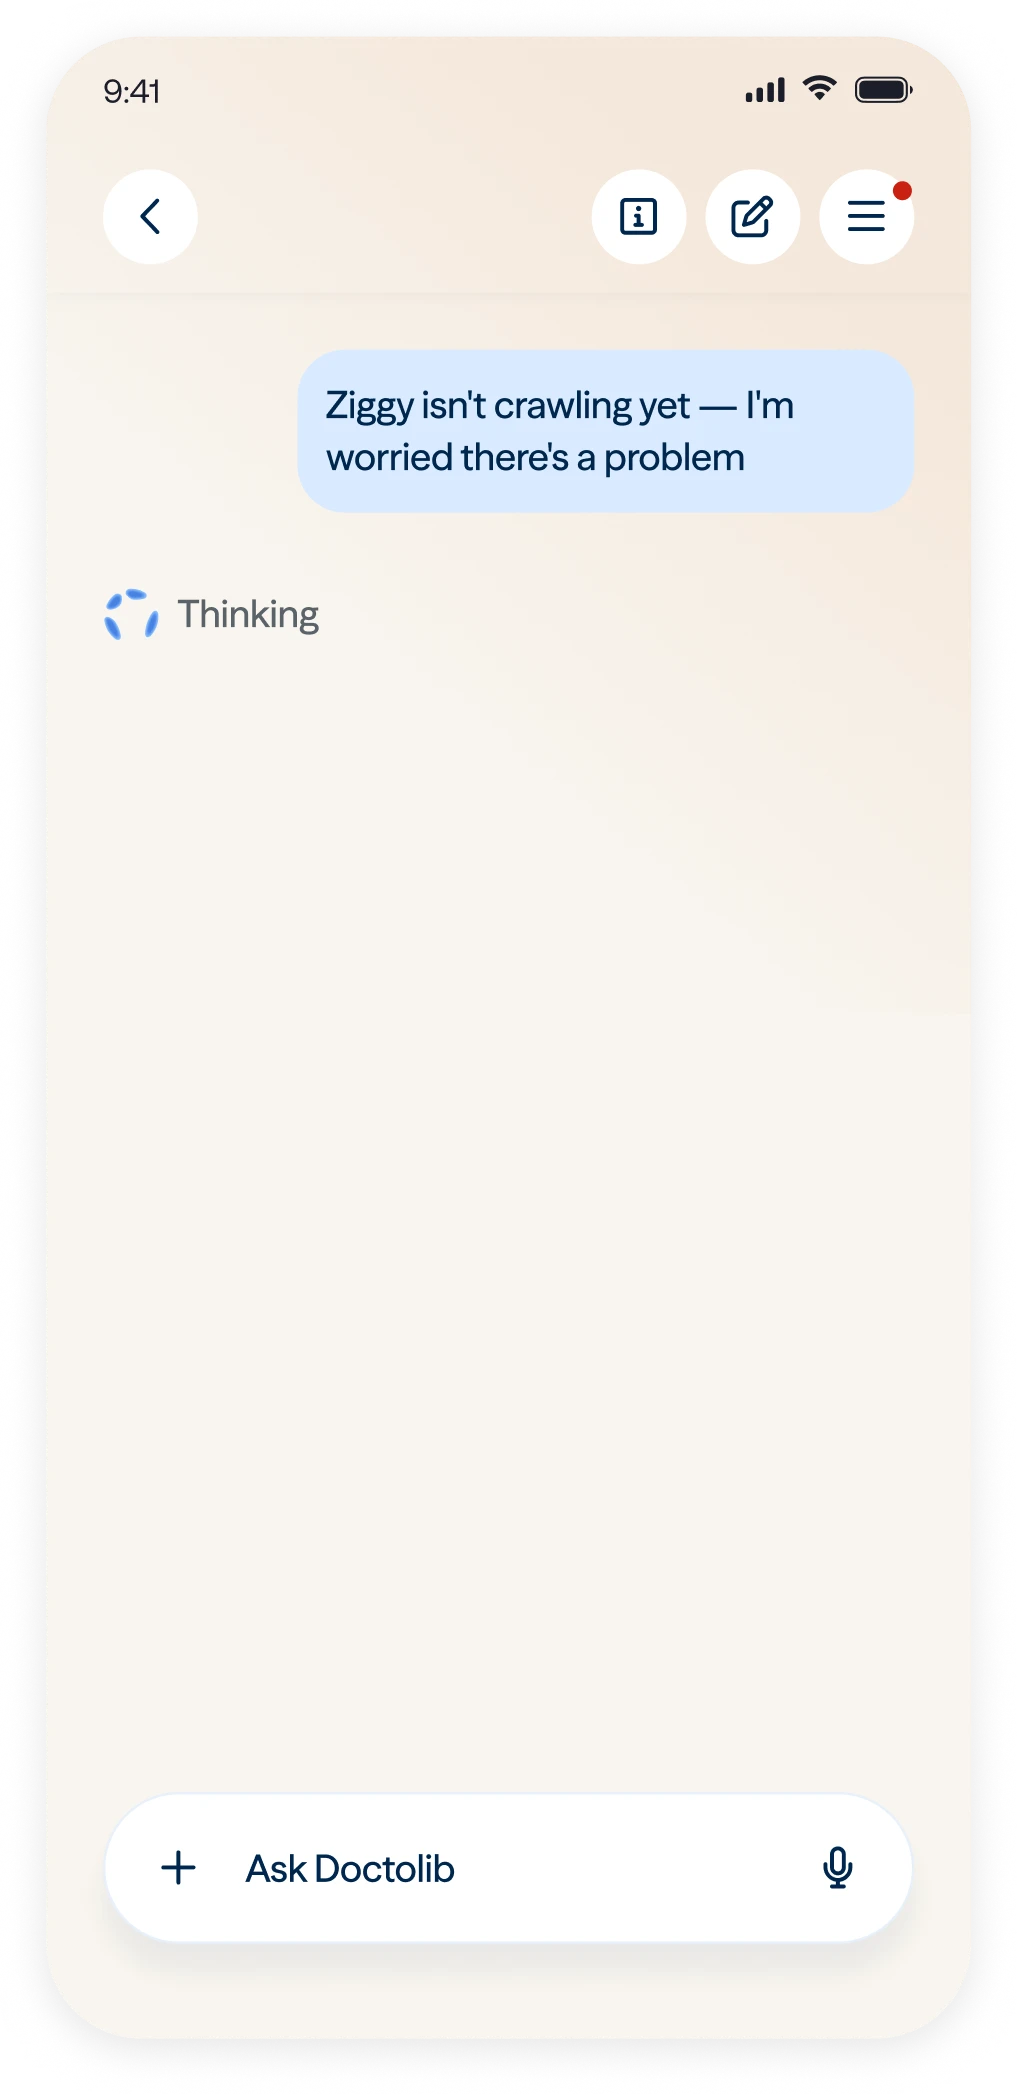 9:41
Ziggy isn't crawling yet — I'm
worried there's a problem
Thinking
Ask Doctolib